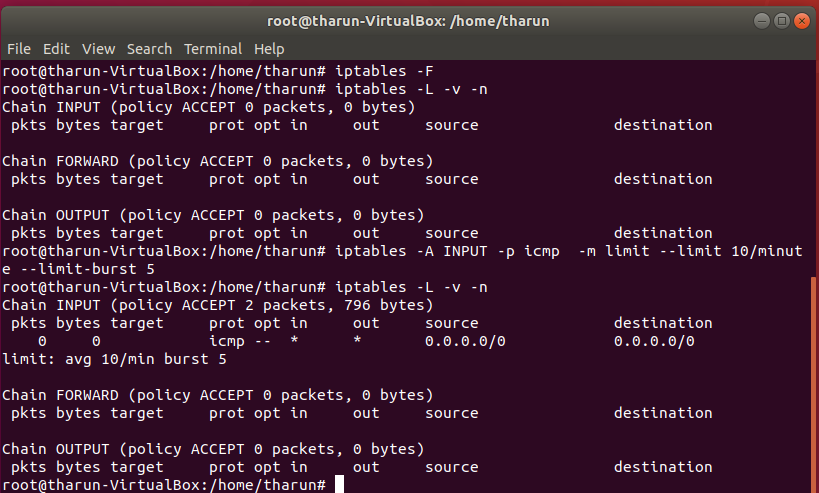 root@tharun-VirtualBox: /home/tharun
File Edit View Search Terminal Help
root@tharun-VirtualBox:/home/tharun# iptables -F
root@tharun-VirtualBox:/home/tharun# iptables -L -v -n
Chain INPUT (policy ACCEPT 0 packets, 0 bytes)
 pkts bytes target     prot opt in     out     source               destination

Chain FORWARD (policy ACCEPT 0 packets, 0 bytes)
 pkts bytes target     prot opt in     out     source               destination

Chain OUTPUT (policy ACCEPT 0 packets, 0 bytes)
 pkts bytes target     prot opt in     out     source               destination
root@tharun-VirtualBox:/home/tharun# iptables -A INPUT -p icmp  -m limit --limit 10/minut
e --limit-burst 5
root@tharun-VirtualBox:/home/tharun# iptables -L -v -n
Chain INPUT (policy ACCEPT 2 packets, 796 bytes)
 pkts bytes target     prot opt in     out     source               destination
    0     0            icmp --  *      *       0.0.0.0/0            0.0.0.0/0
limit: avg 10/min burst 5

Chain FORWARD (policy ACCEPT 0 packets, 0 bytes)
 pkts bytes target     prot opt in     out     source               destination

Chain OUTPUT (policy ACCEPT 0 packets, 0 bytes)
 pkts bytes target     prot opt in     out     source               destination
root@tharun-VirtualBox:/home/tharun#